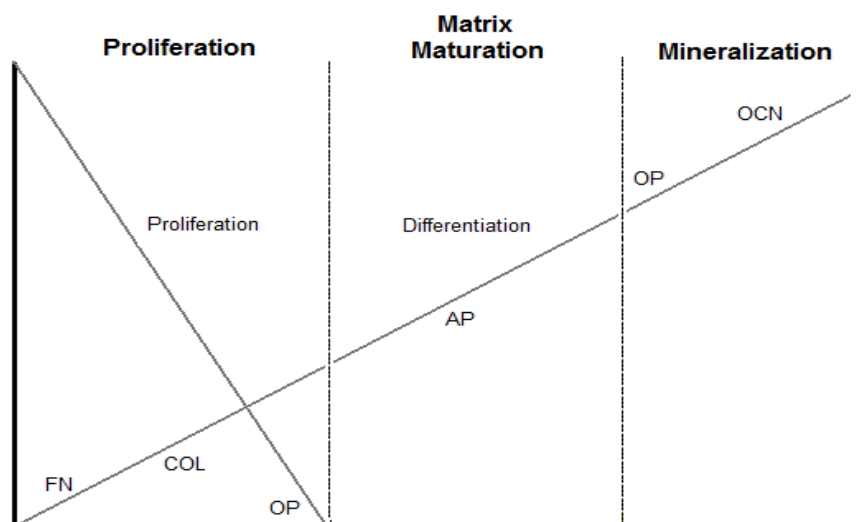 Proliferation
Matrix
Maturation
Mineralization
OCN
OP
Proliferation
Differentiation
AP
COL
FN
OP